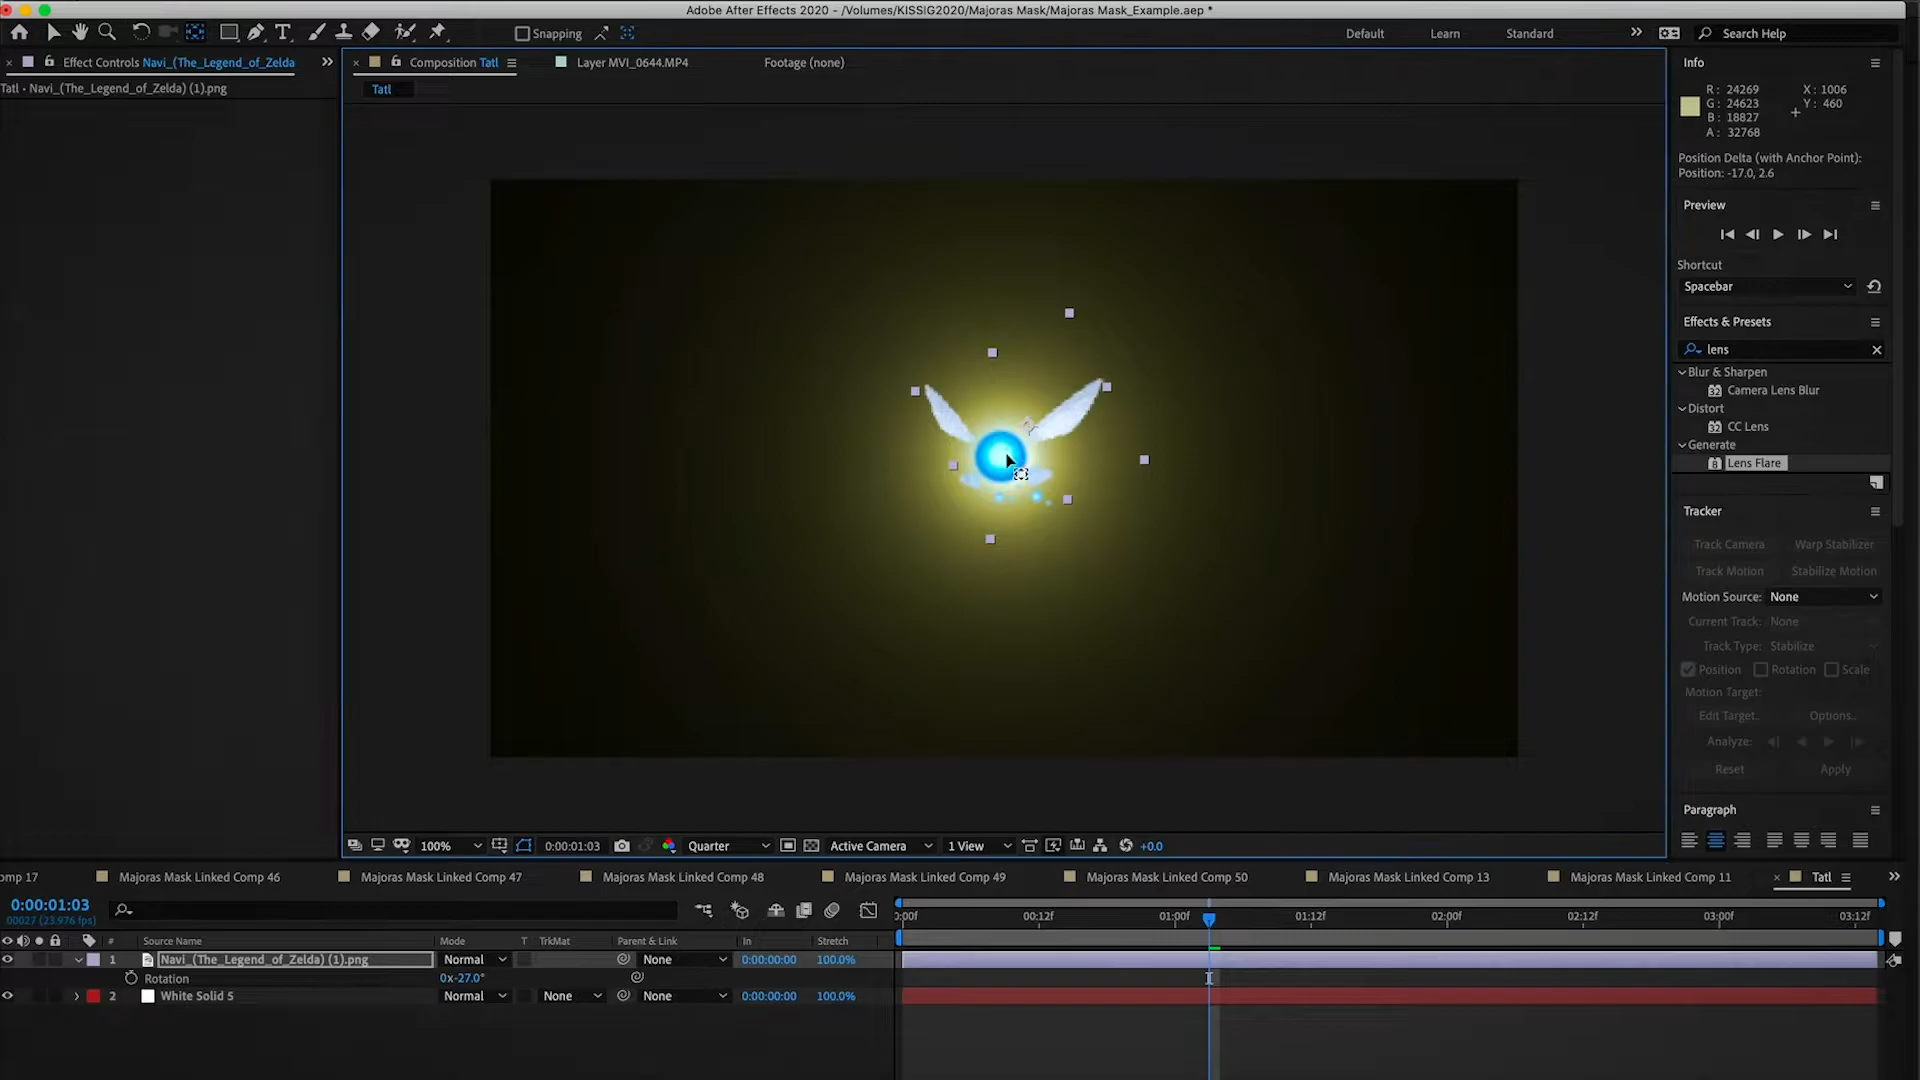 Adobe After Effects 2020 - /Volumes/KISSIG2020/Majoras Mask/Majoras Mask_Example.aep *
Snapping
Default
Learn
Standard
Search Help
Effect Controls Navi_(The_Legend_of_Zelda
Composition Tatl
Layer MVI_0644.MP4
Footage (none)
Info
Tatl • Navi_(The_Legend_of_Zelda) (1).png
Tatl
R: 24269
G: 24623
B: 18827
A: 32768
X: 1006
Y: 460
Position Delta (with Anchor Point):
Position: -17.0, 2.6
Preview
Shortcut
Spacebar
Effects & Presets
lens
Blur & Sharpen
32 Camera Lens Blur
Distort
32 CC Lens
Generate
8 Lens Flare
Tracker
Track Camera
Warp Stabilizer
Track Motion
Stabilize Motion
Motion Source: None
Current Track: None
Track Type: Stabilize
Position
Rotation
Scale
Motion Target:
Edit Target..
Options..
Analyze:
Reset
Apply
Paragraph
100%
0:00:01:03
Quarter
Active Camera
1 View
+0.0
omp 17
Majoras Mask Linked Comp 46
Majoras Mask Linked Comp 47
Majoras Mask Linked Comp 48
Majoras Mask Linked Comp 49
Majoras Mask Linked Comp 50
Majoras Mask Linked Comp 13
Majoras Mask Linked Comp 11
Tatl
0:00:01:03
00027 (23.976 fps)
0:00f
00:12f
01:00f
01:12f
02:00f
02:12f
03:00f
03:12f
#
Source Name
Mode
T
TrkMat
Parent & Link
In
Stretch
1
Navi_(The_Legend_of_Zelda) (1).png
Normal
None
0:00:00:00
100.0%
Rotation
0x-27.0°
2
White Solid 5
Normal
None
None
0:00:00:00
100.0%